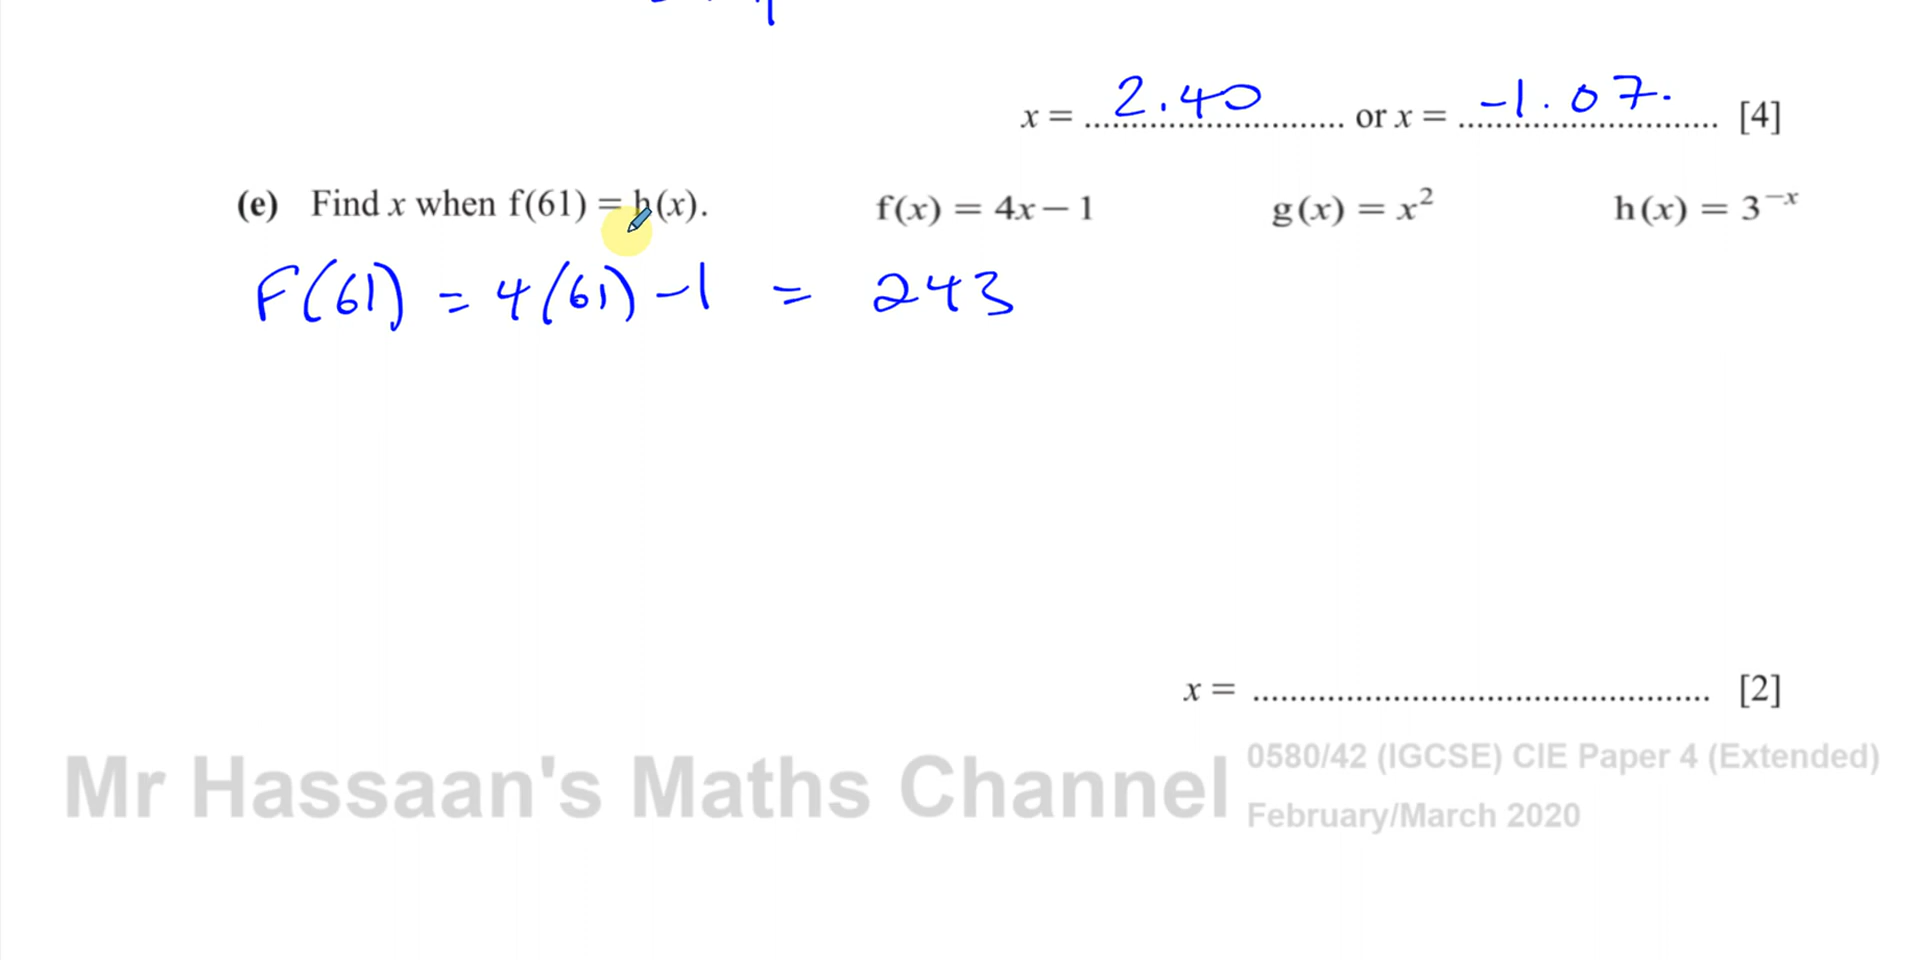 x = 2.40 or x = -1.07. [4]
(e) Find x when f(61) = h(x). f(x) = 4x − 1 g(x) = x² h(x) = 3⁻ˣ
F(61) = 4(61) - 1 = 243
x = .................................................. [2]
Mr Hassaan's Maths Channel
0580/42 (IGCSE) CIE Paper 4 (Extended)
February/March 2020